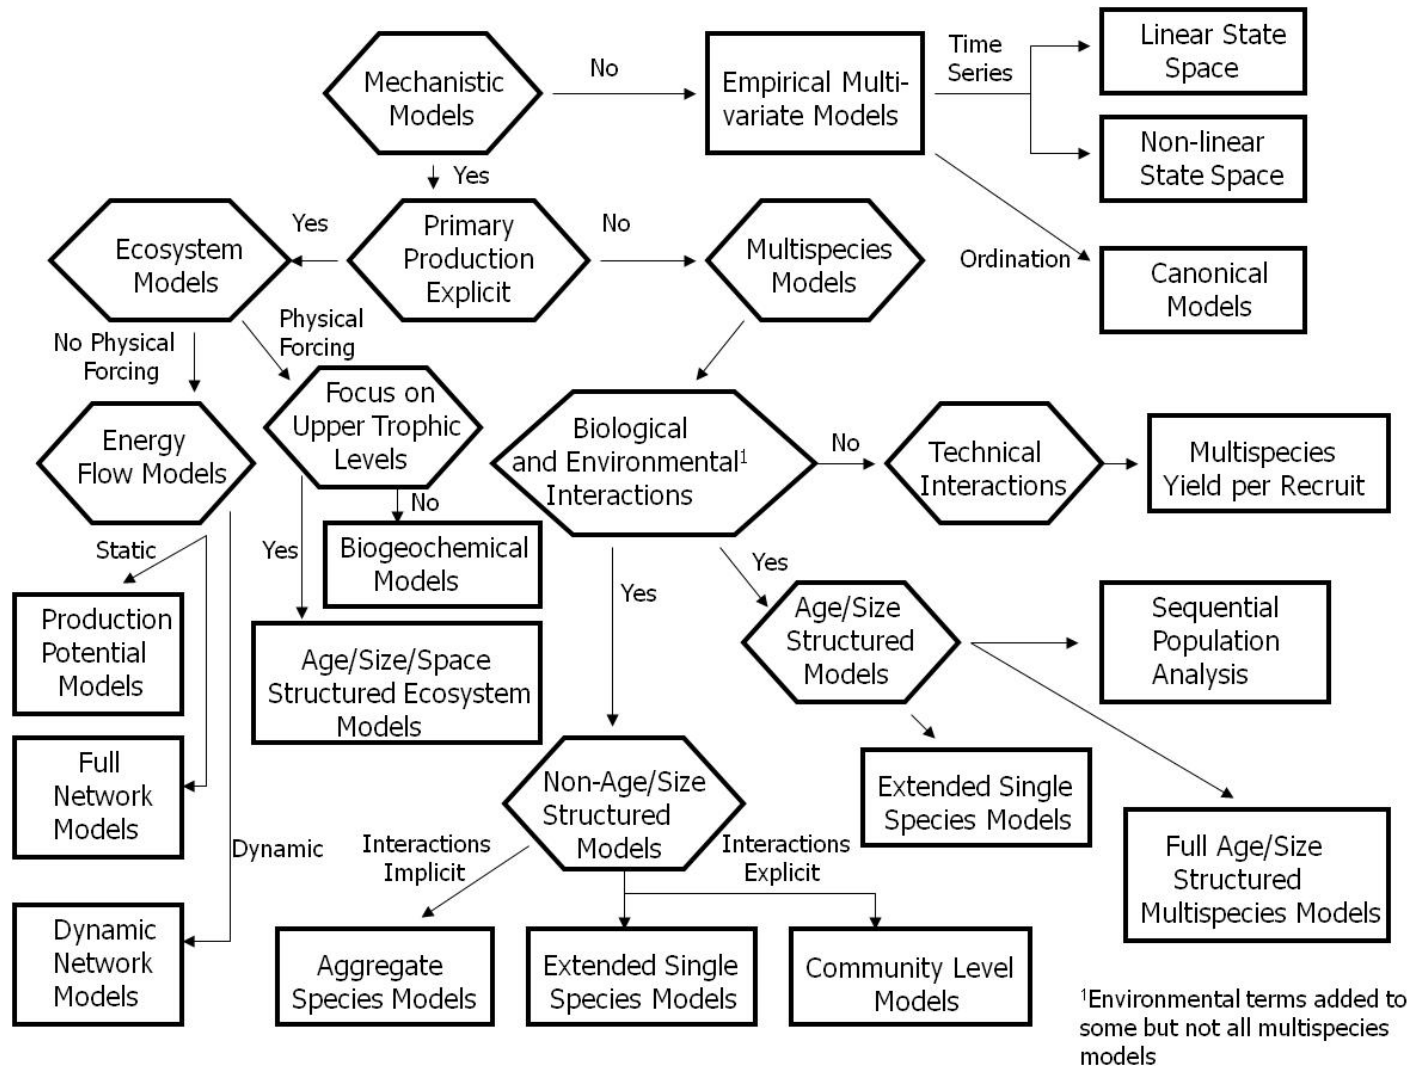 Mechanistic
Models
No
Empirical Multi-
variate Models
Time
Series
Linear State
Space
Non-linear
State Space
Yes
Ecosystem
Models
Yes
Primary
Production
Explicit
No
Multispecies
Models
Ordination
Canonical
Models
No Physical
Forcing
Physical
Forcing
Energy
Flow Models
Focus on
Upper Trophic
Levels
Biological
and Environmental¹
Interactions
No
Technical
Interactions
Multispecies
Yield per Recruit
Static
Yes
No
Biogeochemical
Models
Yes
Yes
Age/Size
Structured
Models
Sequential
Population
Analysis
Production
Potential
Models
Age/Size/Space
Structured Ecosystem
Models
Full
Network
Models
Non-Age/Size
Structured
Models
Extended Single
Species Models
Dynamic
Interactions
Implicit
Interactions
Explicit
Full Age/Size
Structured
Multispecies Models
Dynamic
Network
Models
Aggregate
Species Models
Extended Single
Species Models
Community Level
Models
¹Environmental terms added to
some but not all multispecies
models